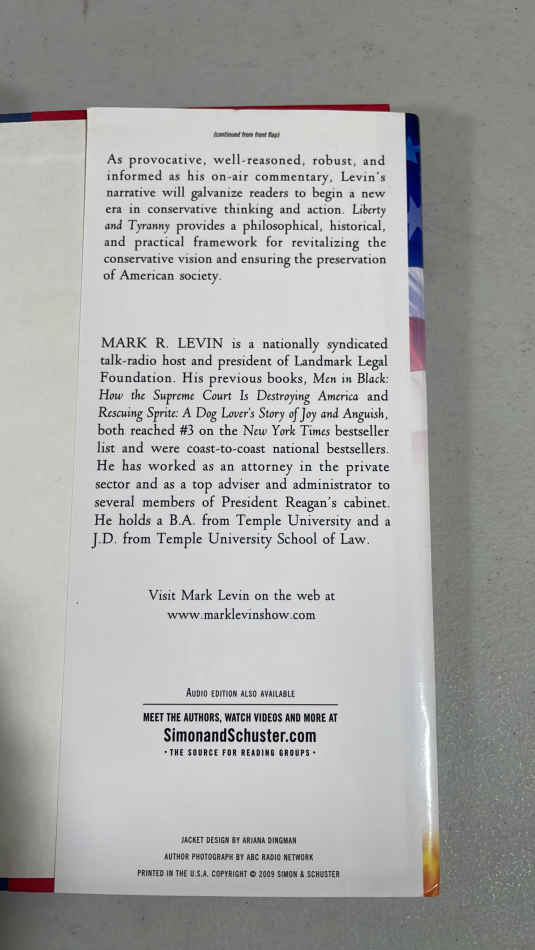 (continued from front flap)
As provocative, well-reasoned, robust, and
informed as his on-air commentary, Levin's
narrative will galvanize readers to begin a new
era in conservative thinking and action. Liberty
and Tyranny provides a philosophical, historical,
and practical framework for revitalizing the
conservative vision and ensuring the preservation
of American society.
MARK R. LEVIN is a nationally syndicated
talk-radio host and president of Landmark Legal
Foundation. His previous books, Men in Black:
How the Supreme Court Is Destroying America and
Rescuing Sprite: A Dog Lover's Story of Joy and Anguish,
both reached #3 on the New York Times bestseller
list and were coast-to-coast national bestsellers.
He has worked as an attorney in the private
sector and as a top adviser and administrator to
several members of President Reagan's cabinet.
He holds a B.A. from Temple University and a
J.D. from Temple University School of Law.
Visit Mark Levin on the web at
www.marklevinshow.com
AUDIO EDITION ALSO AVAILABLE
MEET THE AUTHORS, WATCH VIDEOS AND MORE AT
SimonandSchuster.com
• THE SOURCE FOR READING GROUPS •
JACKET DESIGN BY ARIANA DINGMAN
AUTHOR PHOTOGRAPH BY ABC RADIO NETWORK
PRINTED IN THE U.S.A. COPYRIGHT © 2009 SIMON & SCHUSTER